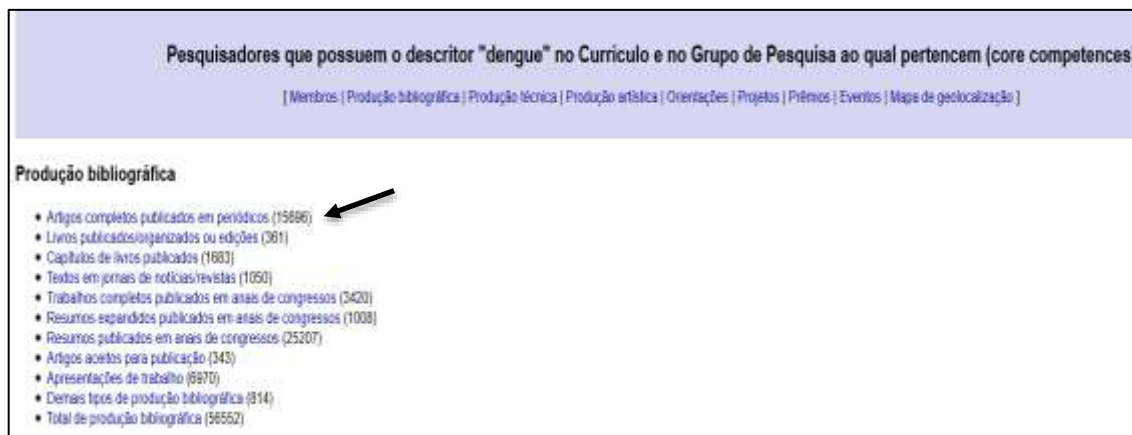 Pesquisadores que possuem o descritor "dengue" no Curriculo e no Grupo de Pesquisa ao qual pertencem (core competences
[ Membros | Produção bibliográfica | Produção técnica | Produção artística | Orientações | Projetos | Prêmios | Eventos | Mapa de geolocalização ]
Produção bibliográfica
• Artigos completos publicados em periódicos (15696)
• Livros publicados/organizados ou edições (361)
• Capítulos de livros publicados (1683)
• Textos em jornais de notícias/revistas (1050)
• Trabalhos completos publicados em anais de congressos (3420)
• Resumos expandidos publicados em anais de congressos (1008)
• Resumos publicados em anais de congressos (25207)
• Artigos aceitos para publicação (343)
• Apresentações de trabalho (6970)
• Demais tipos de produção bibliográfica (814)
• Total de produção bibliográfica (56552)